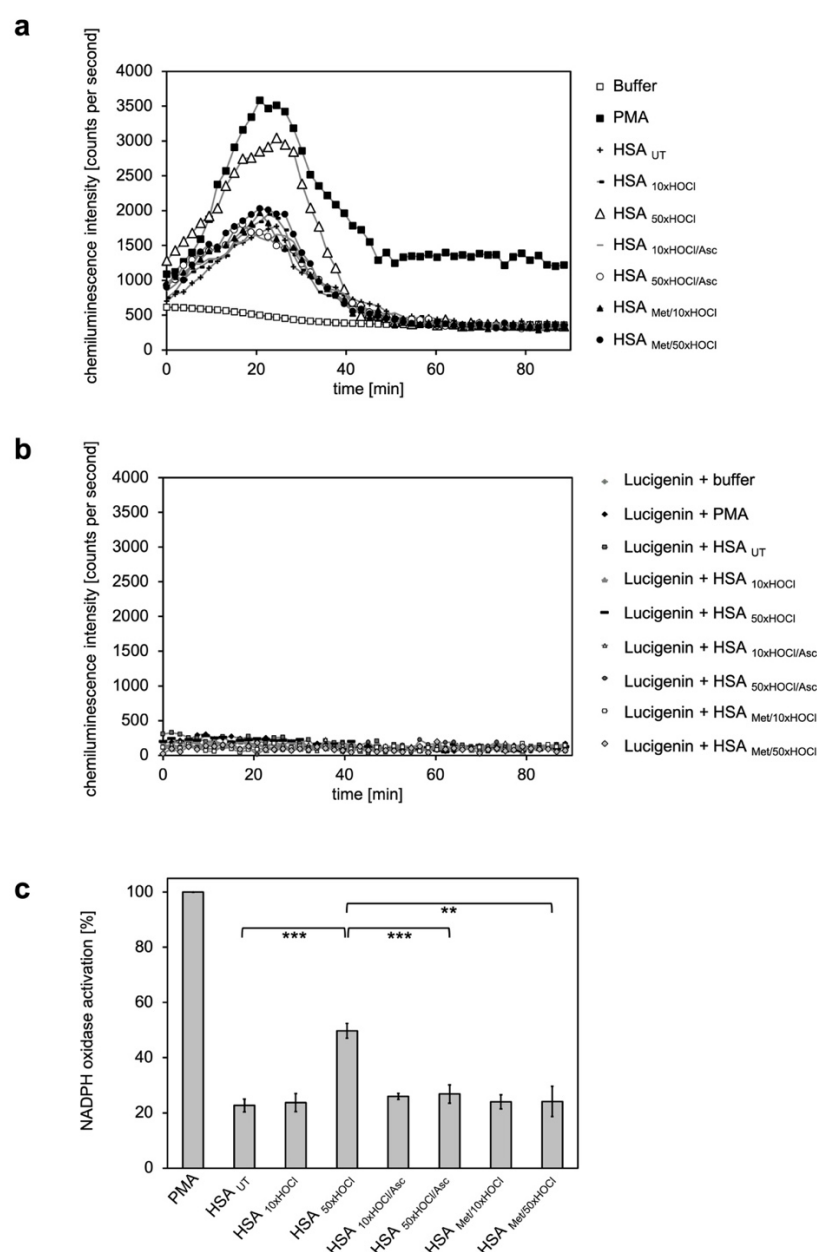 a
chemiluminescence intensity [counts per second]
4000
3500
3000
2500
2000
1500
1000
500
0
0 20 40 60 80
time [min]
Buffer
PMA
HSA UT
HSA 10xHOCl
HSA 50xHOCl
HSA 10xHOCl/Asc
HSA 50xHOCl/Asc
HSA Met/10xHOCl
HSA Met/50xHOCl
b
chemiluminescence intensity [counts per second]
4000
3500
3000
2500
2000
1500
1000
500
0
0 20 40 60 80
time [min]
Lucigenin + buffer
Lucigenin + PMA
Lucigenin + HSA UT
Lucigenin + HSA 10xHOCl
Lucigenin + HSA 50xHOCl
Lucigenin + HSA 10xHOCl/Asc
Lucigenin + HSA 50xHOCl/Asc
Lucigenin + HSA Met/10xHOCl
Lucigenin + HSA Met/50xHOCl
c
NADPH oxidase activation [%]
100
80
60
40
20
0
**
*** ***
PMA
HSA UT
HSA 10xHOCl
HSA 50xHOCl
HSA 10xHOCl/Asc
HSA 50xHOCl/Asc
HSA Met/10xHOCl
HSA Met/50xHOCl